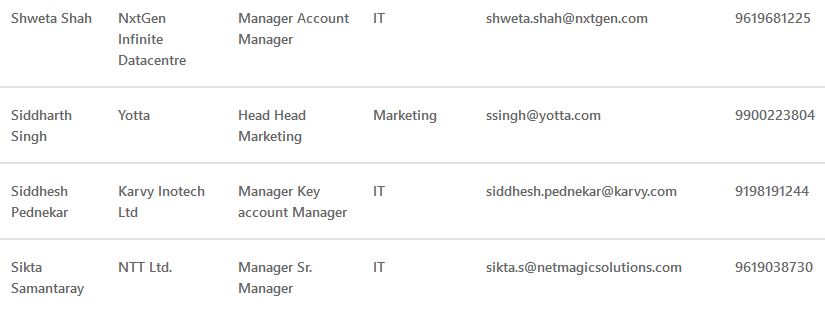 Shweta Shah NxtGen Manager Account IT shweta.shah@nxtgen.com 9619681225
Infinite Manager
Datacentre
Siddharth Yotta Head Head Marketing ssingh@yotta.com 9900223804
Singh Marketing
Siddhesh Karvy Inotech Manager Key IT siddhesh.pednekar@karvy.com 9198191244
Pednekar Ltd account Manager
Sikta NTT Ltd. Manager Sr. IT sikta.s@netmagicsolutions.com 9619038730
Samantaray Manager